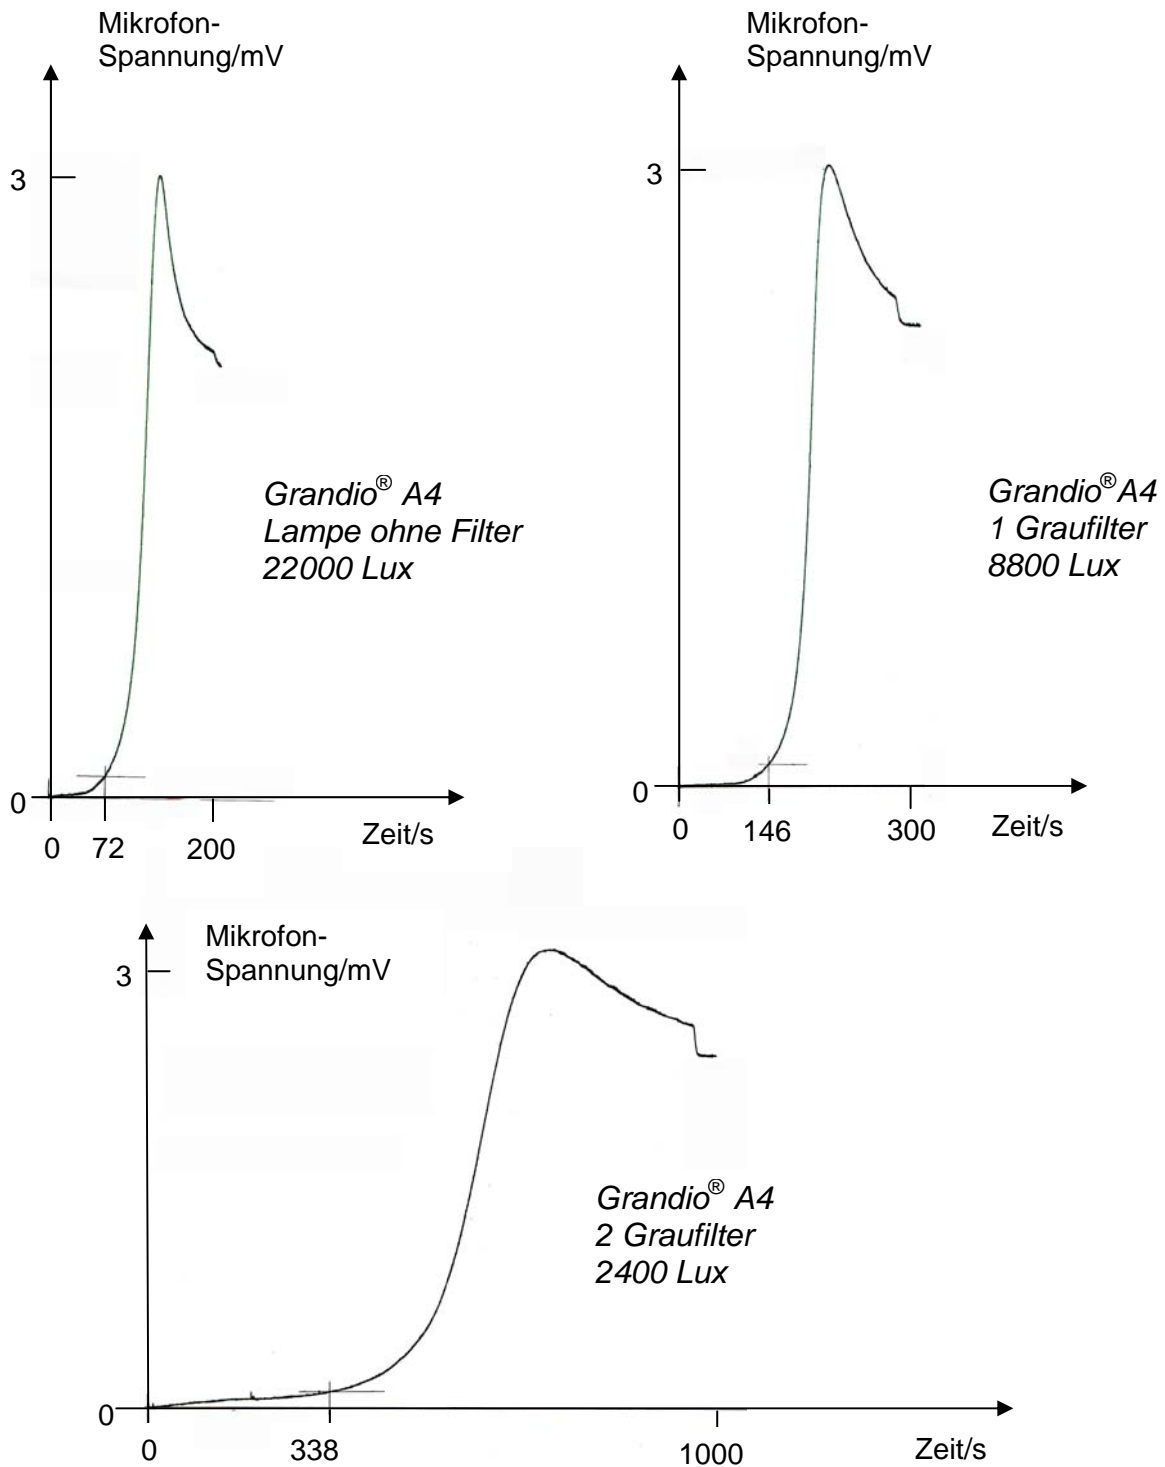 Mikrofon-
Spannung/mV
3
Grandio® A4
Lampe ohne Filter
22000 Lux
0
0 72 200 Zeit/s
Mikrofon-
Spannung/mV
3
Grandio® A4
1 Graufilter
8800 Lux
0
0 146 300 Zeit/s
Mikrofon-
Spannung/mV
3
Grandio® A4
2 Graufilter
2400 Lux
0
0 338 1000 Zeit/s